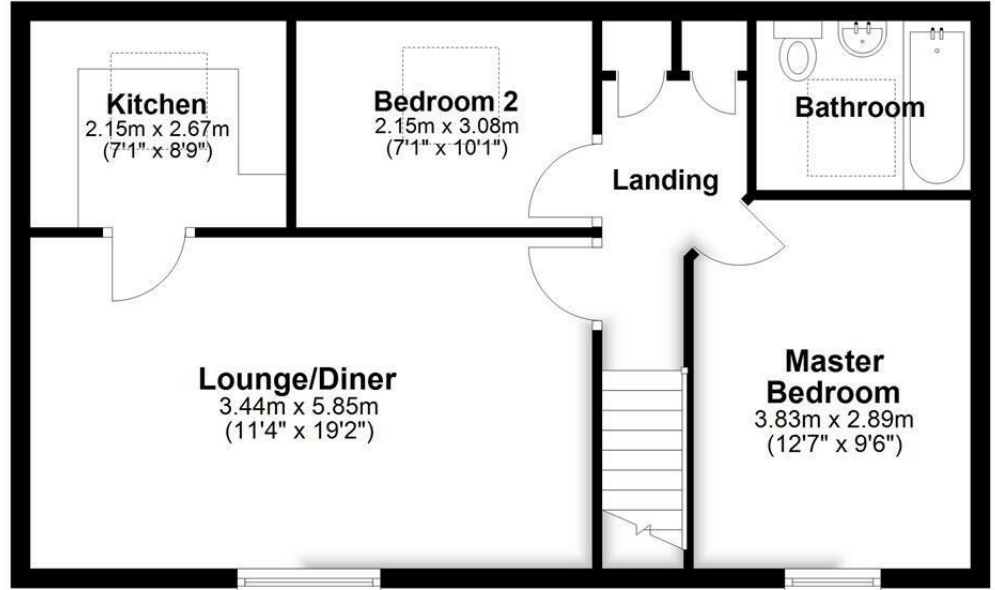 Kitchen
2.15m x 2.67m
(7'1" x 8'9")
Bedroom 2
2.15m x 3.08m
(7'1" x 10'1")
Bathroom
Landing
Lounge/Diner
3.44m x 5.85m
(11'4" x 19'2")
Master
Bedroom
3.83m x 2.89m
(12'7" x 9'6")